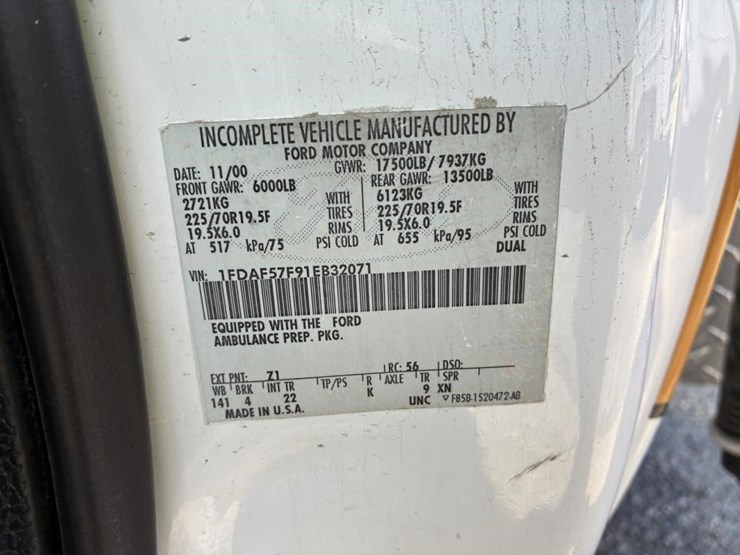 INCOMPLETE VEHICLE MANUFACTURED BY
FORD MOTOR COMPANY
DATE: 11/00 GVWR: 17500LB/ 7937KG
FRONT GAWR: 6000LB REAR GAWR: 13500LB
2721KG WITH 6123KG WITH
225/70R19.5F TIRES 225/70R19.5F TIRES
19.5X6.0 RIMS 19.5X6.0 RIMS
AT 517 kPa/75 PSI COLD AT 655 kPa/95 PSI COLD
DUAL
VIN: 1FDAF57F91EB32071
EQUIPPED WITH THE FORD
AMBULANCE PREP. PKG.
EXT PNT: Z1 RC: 56 DSO:
WB BRK INT TR TP/PS R AXLE TR SPR
141 4 22 K 9 XN
MADE IN U.S.A. UNC F85B-1520472-AB